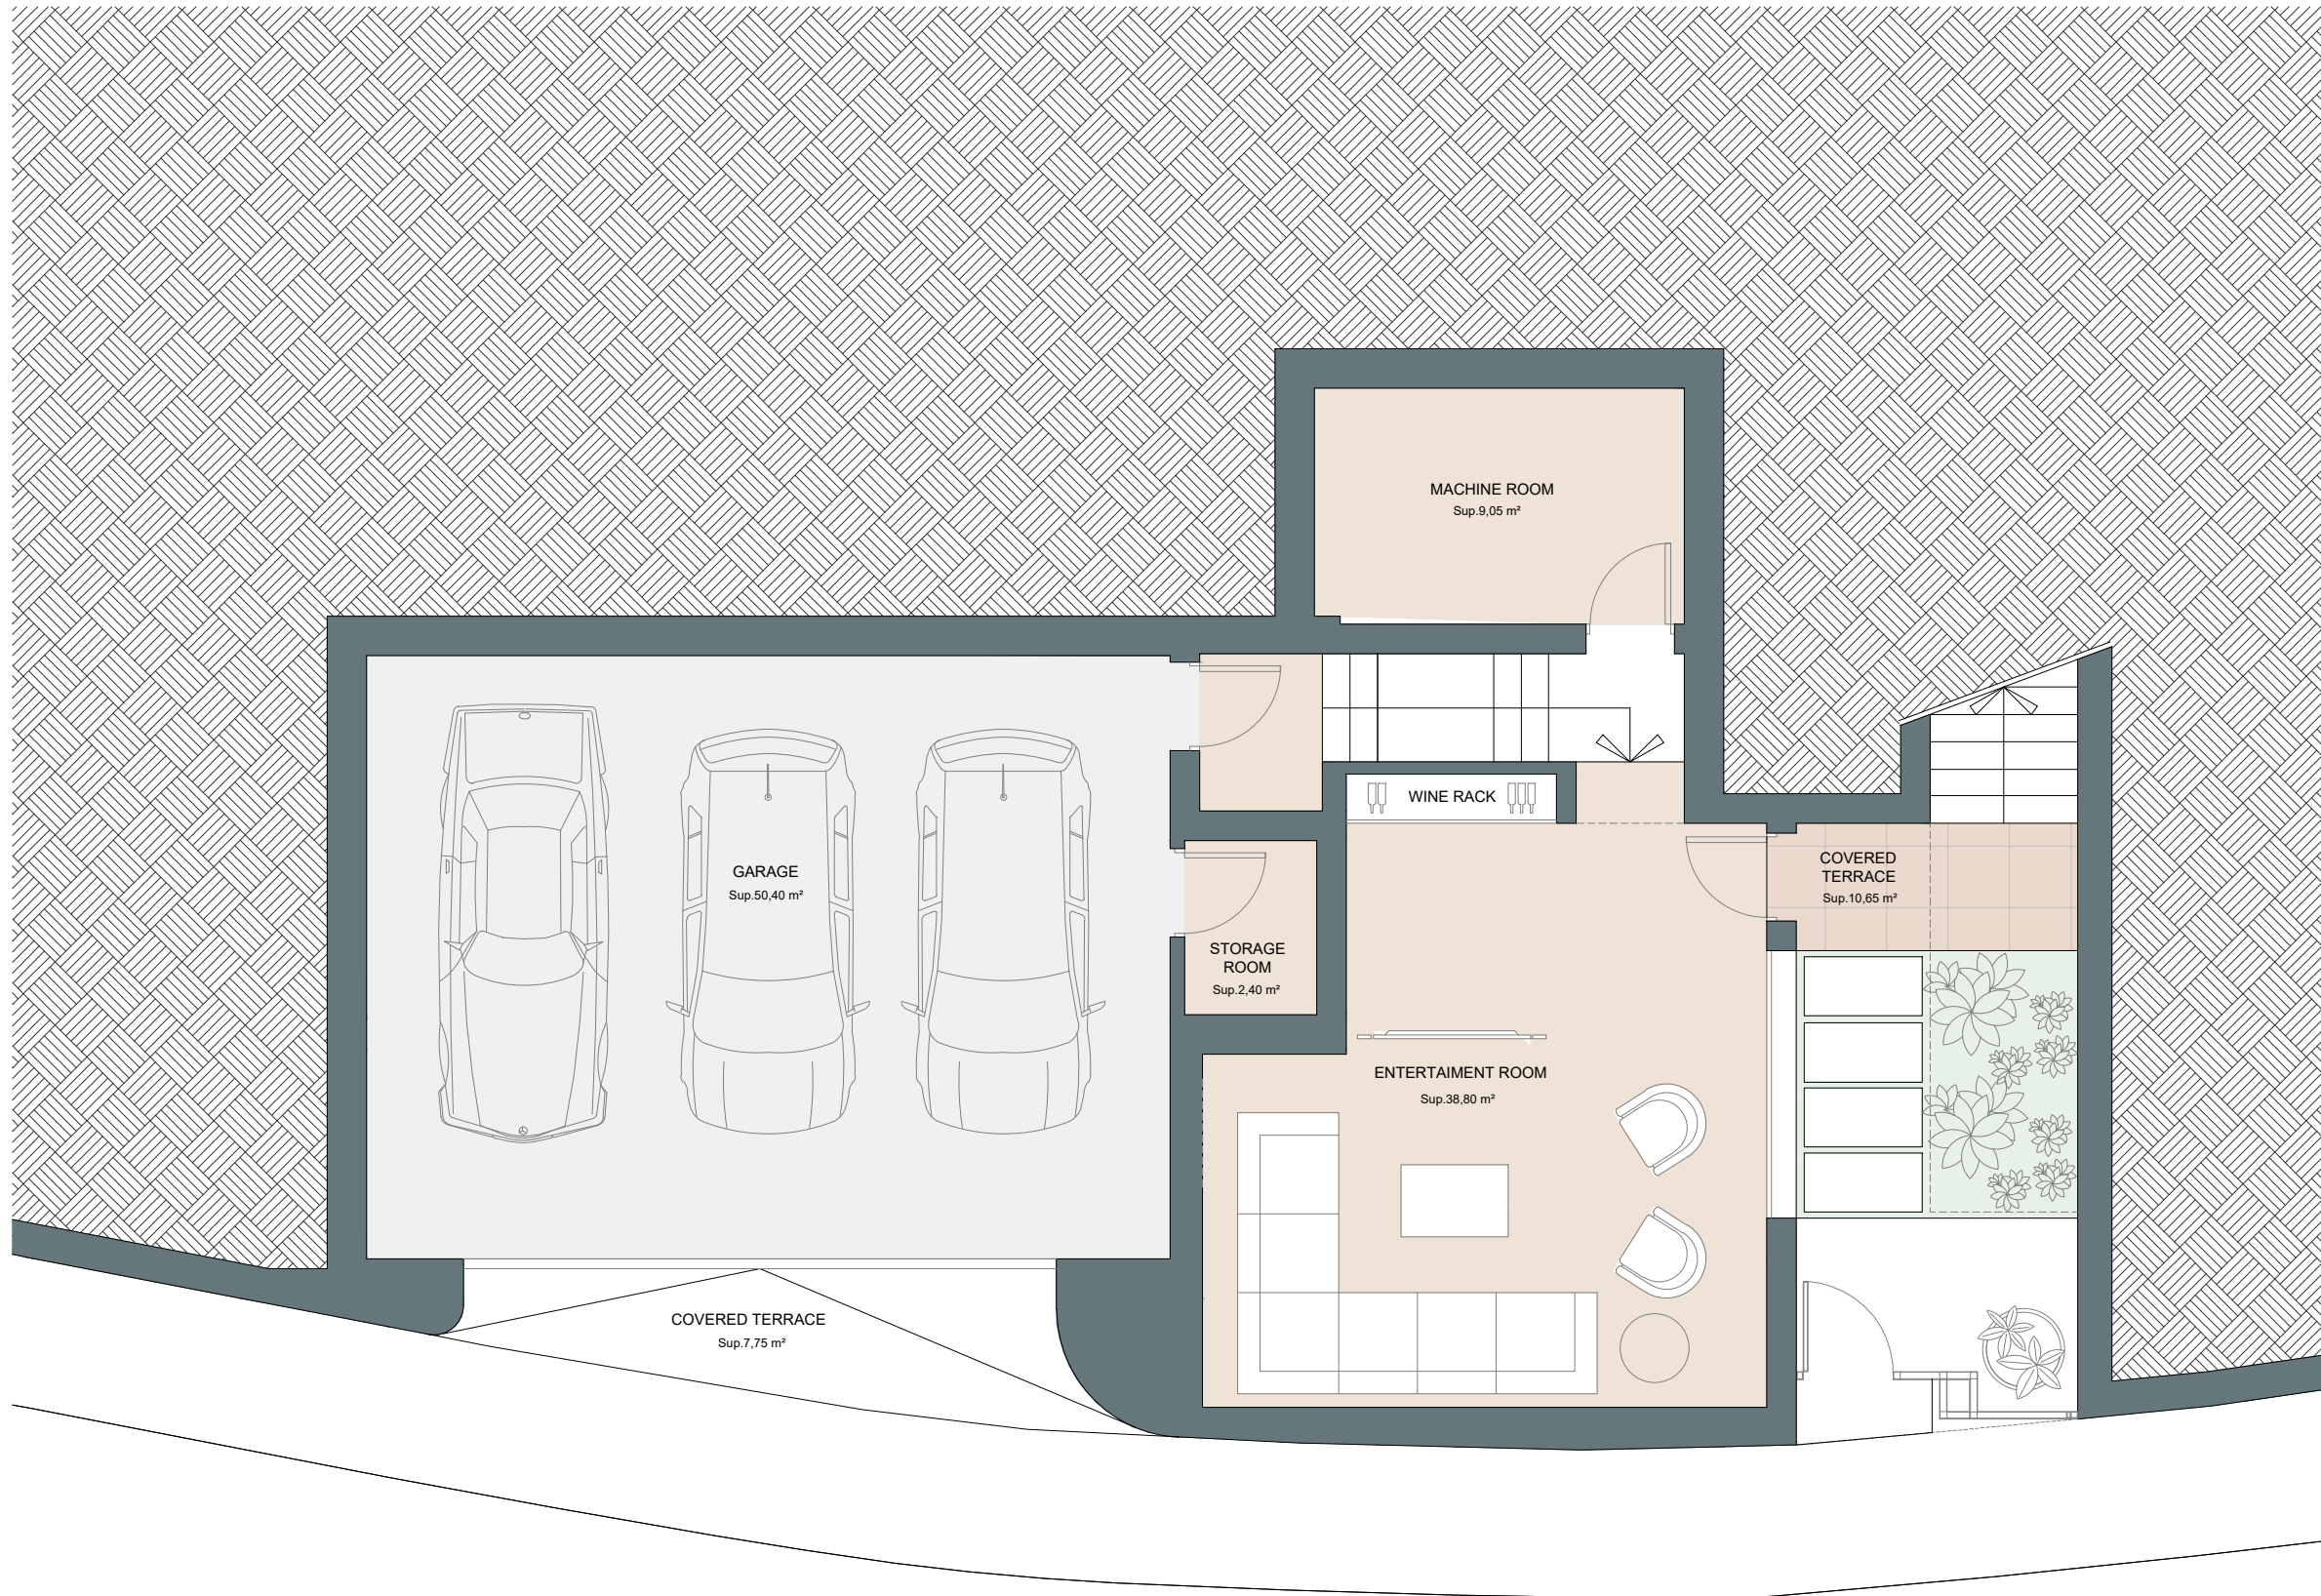 MACHINE ROOM
Sup.9,05 m²
WINE RACK
GARAGE
Sup.50,40 m²
COVERED
TERRACE
Sup.10,65 m²
STORAGE
ROOM
Sup.2,40 m²
ENTERTAIMENT ROOM
Sup.38,80 m²
COVERED TERRACE
Sup.7,75 m²